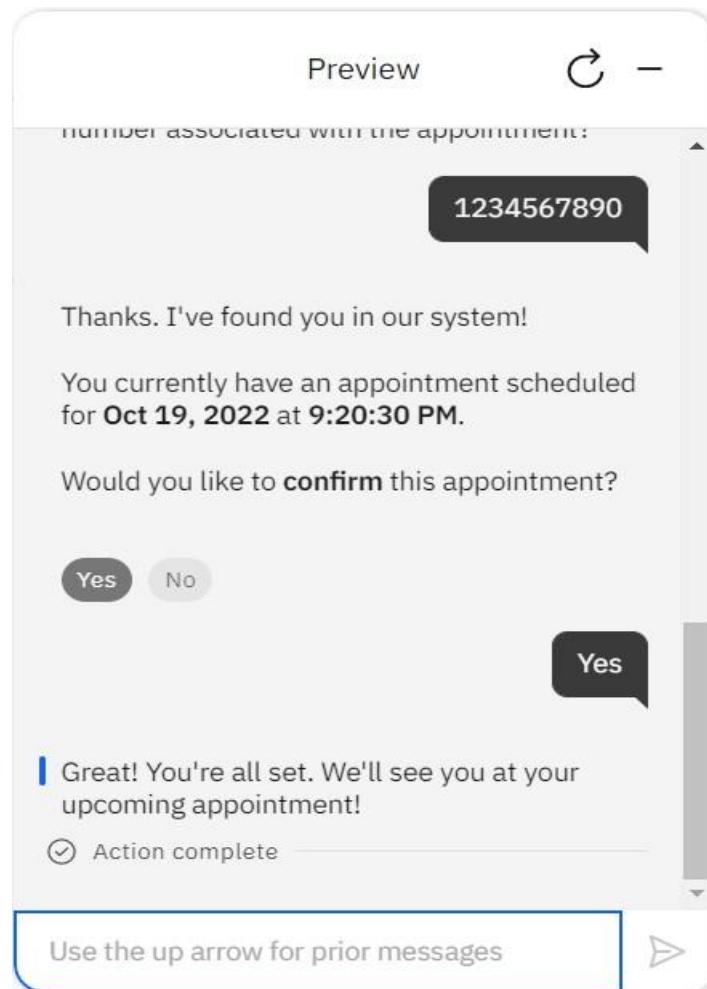 Preview
number associated with the appointment?
1234567890
Thanks. I've found you in our system!
You currently have an appointment scheduled
for Oct 19, 2022 at 9:20:30 PM.
Would you like to confirm this appointment?
Yes No
Yes
Great! You're all set. We'll see you at your
upcoming appointment!
Action complete
Use the up arrow for prior messages